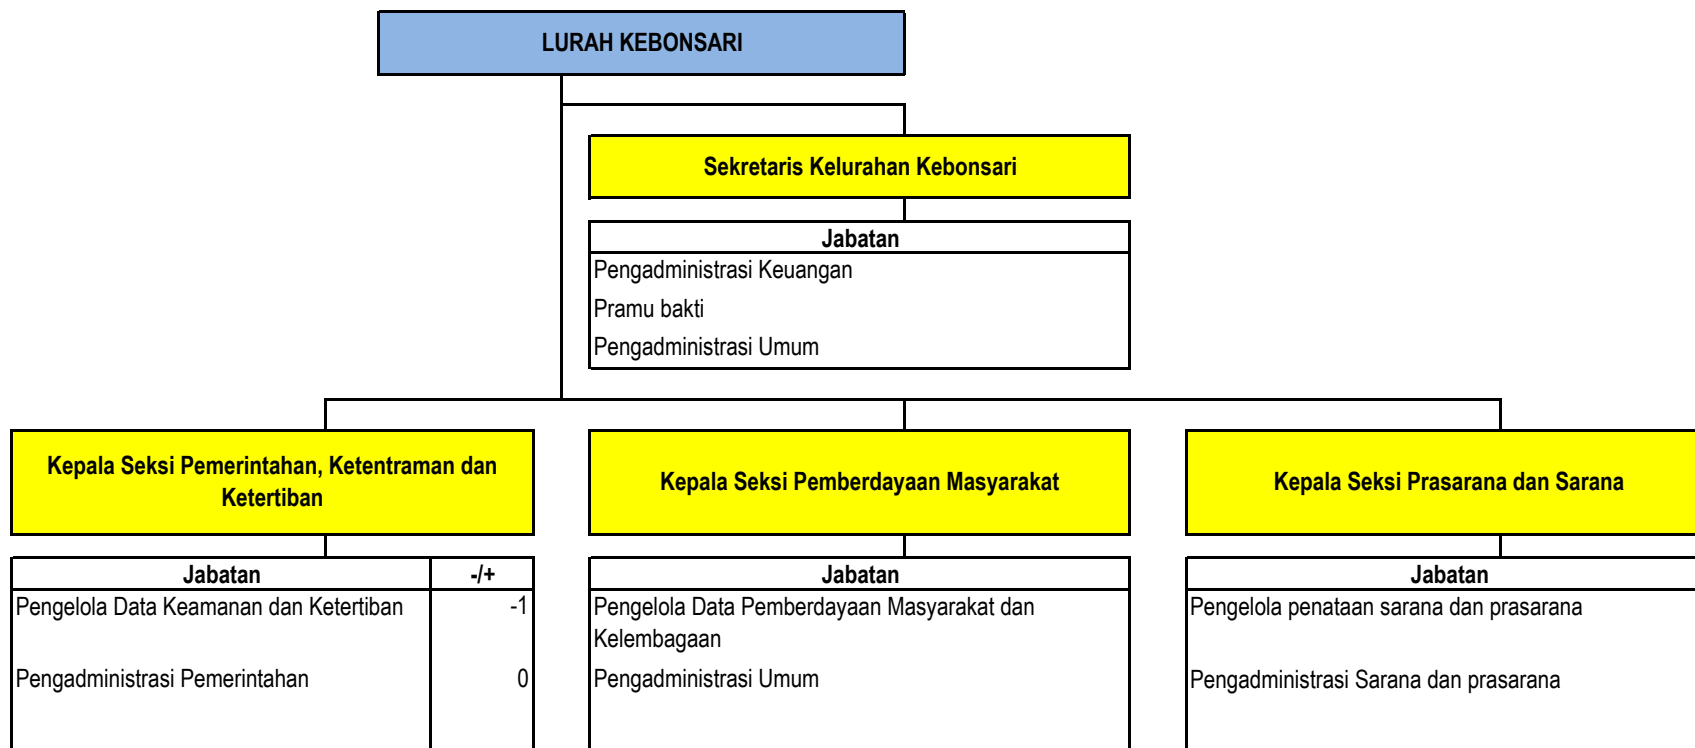 LURAH KEBONSARI
Sekretaris Kelurahan Kebonsari
Jabatan
Pengadministrasi Keuangan
Pramu bakti
Pengadministrasi Umum
Kepala Seksi Pemerintahan, Ketentraman dan
Ketertiban
Jabatan -/+
Pengelola Data Keamanan dan Ketertiban -1
Pengadministrasi Pemerintahan 0
Kepala Seksi Pemberdayaan Masyarakat
Jabatan
Pengelola Data Pemberdayaan Masyarakat dan
Kelembagaan
Pengadministrasi Umum
Kepala Seksi Prasarana dan Sarana
Jabatan
Pengelola penataan sarana dan prasarana
Pengadministrasi Sarana dan prasarana